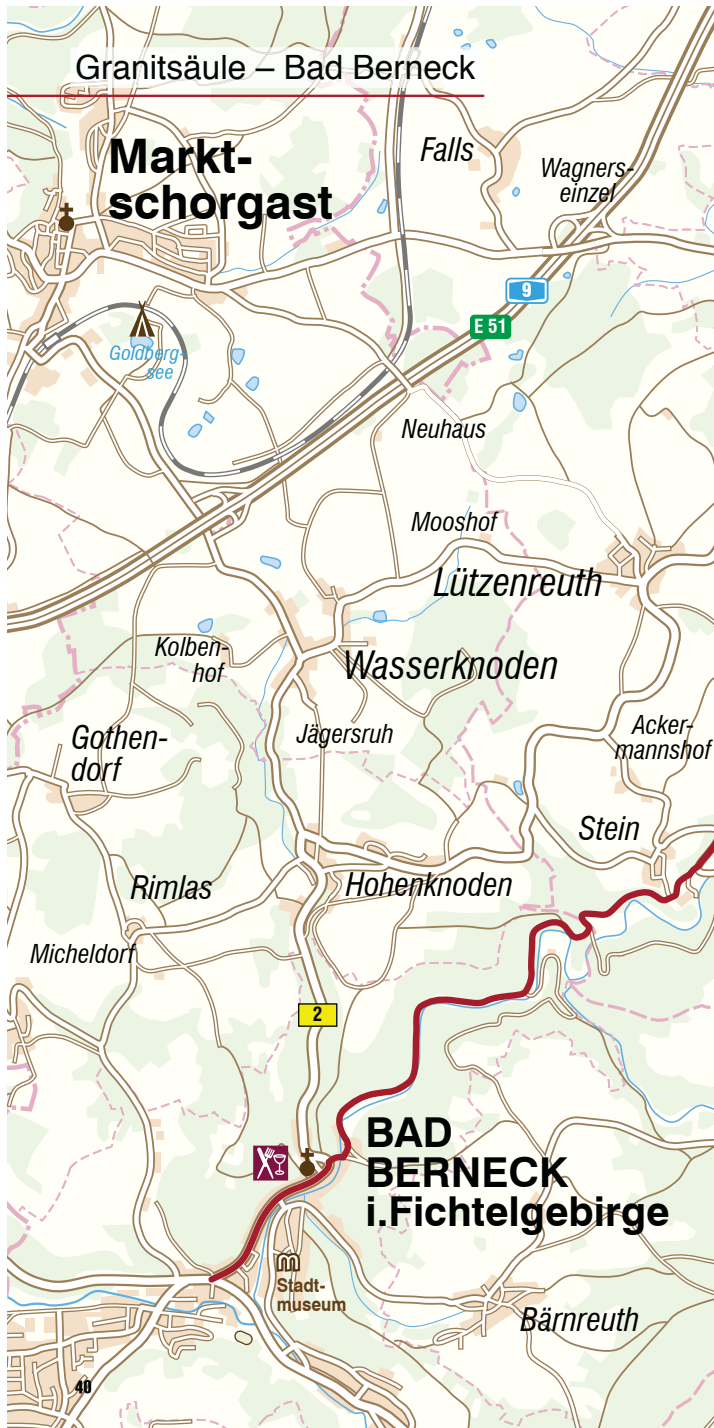 Granitsäule – Bad Berneck
Markt-
schorgast
Falls
Wagners-
einzel
9
E 51
Goldberg-
see
Neuhaus
Mooshof
Lützenreuth
Kolben-
hof
Wasserknoden
Gothen-
dorf
Jägersruh
Acker-
mannshof
Stein
Rimlas
Hohenknoden
Micheldorf
2
BAD
BERNECK
i.Fichtelgebirge
Stadt-
museum
Bärnreuth
40